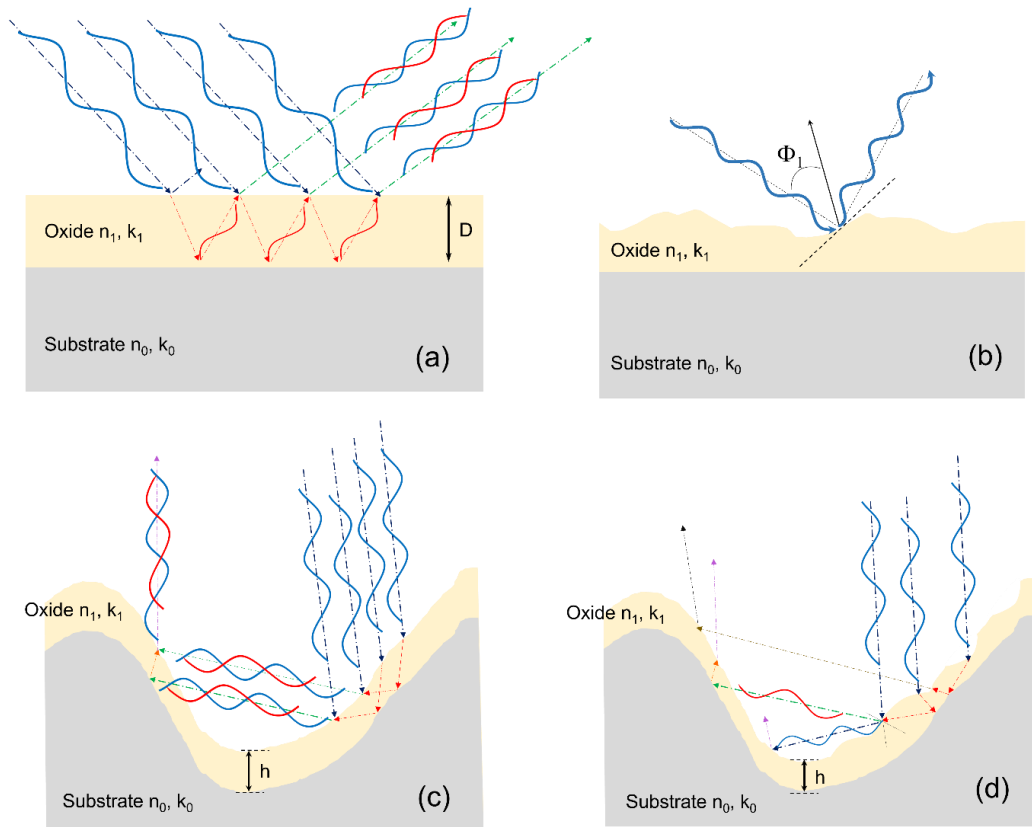 Oxide n₁, k₁
D
Substrate n₀, k₀
(a)
Φ₁
Oxide n₁, k₁
Substrate n₀, k₀
(b)
Oxide n₁, k₁
h
Substrate n₀, k₀
(c)
Oxide n₁, k₁
h
Substrate n₀, k₀
(d)